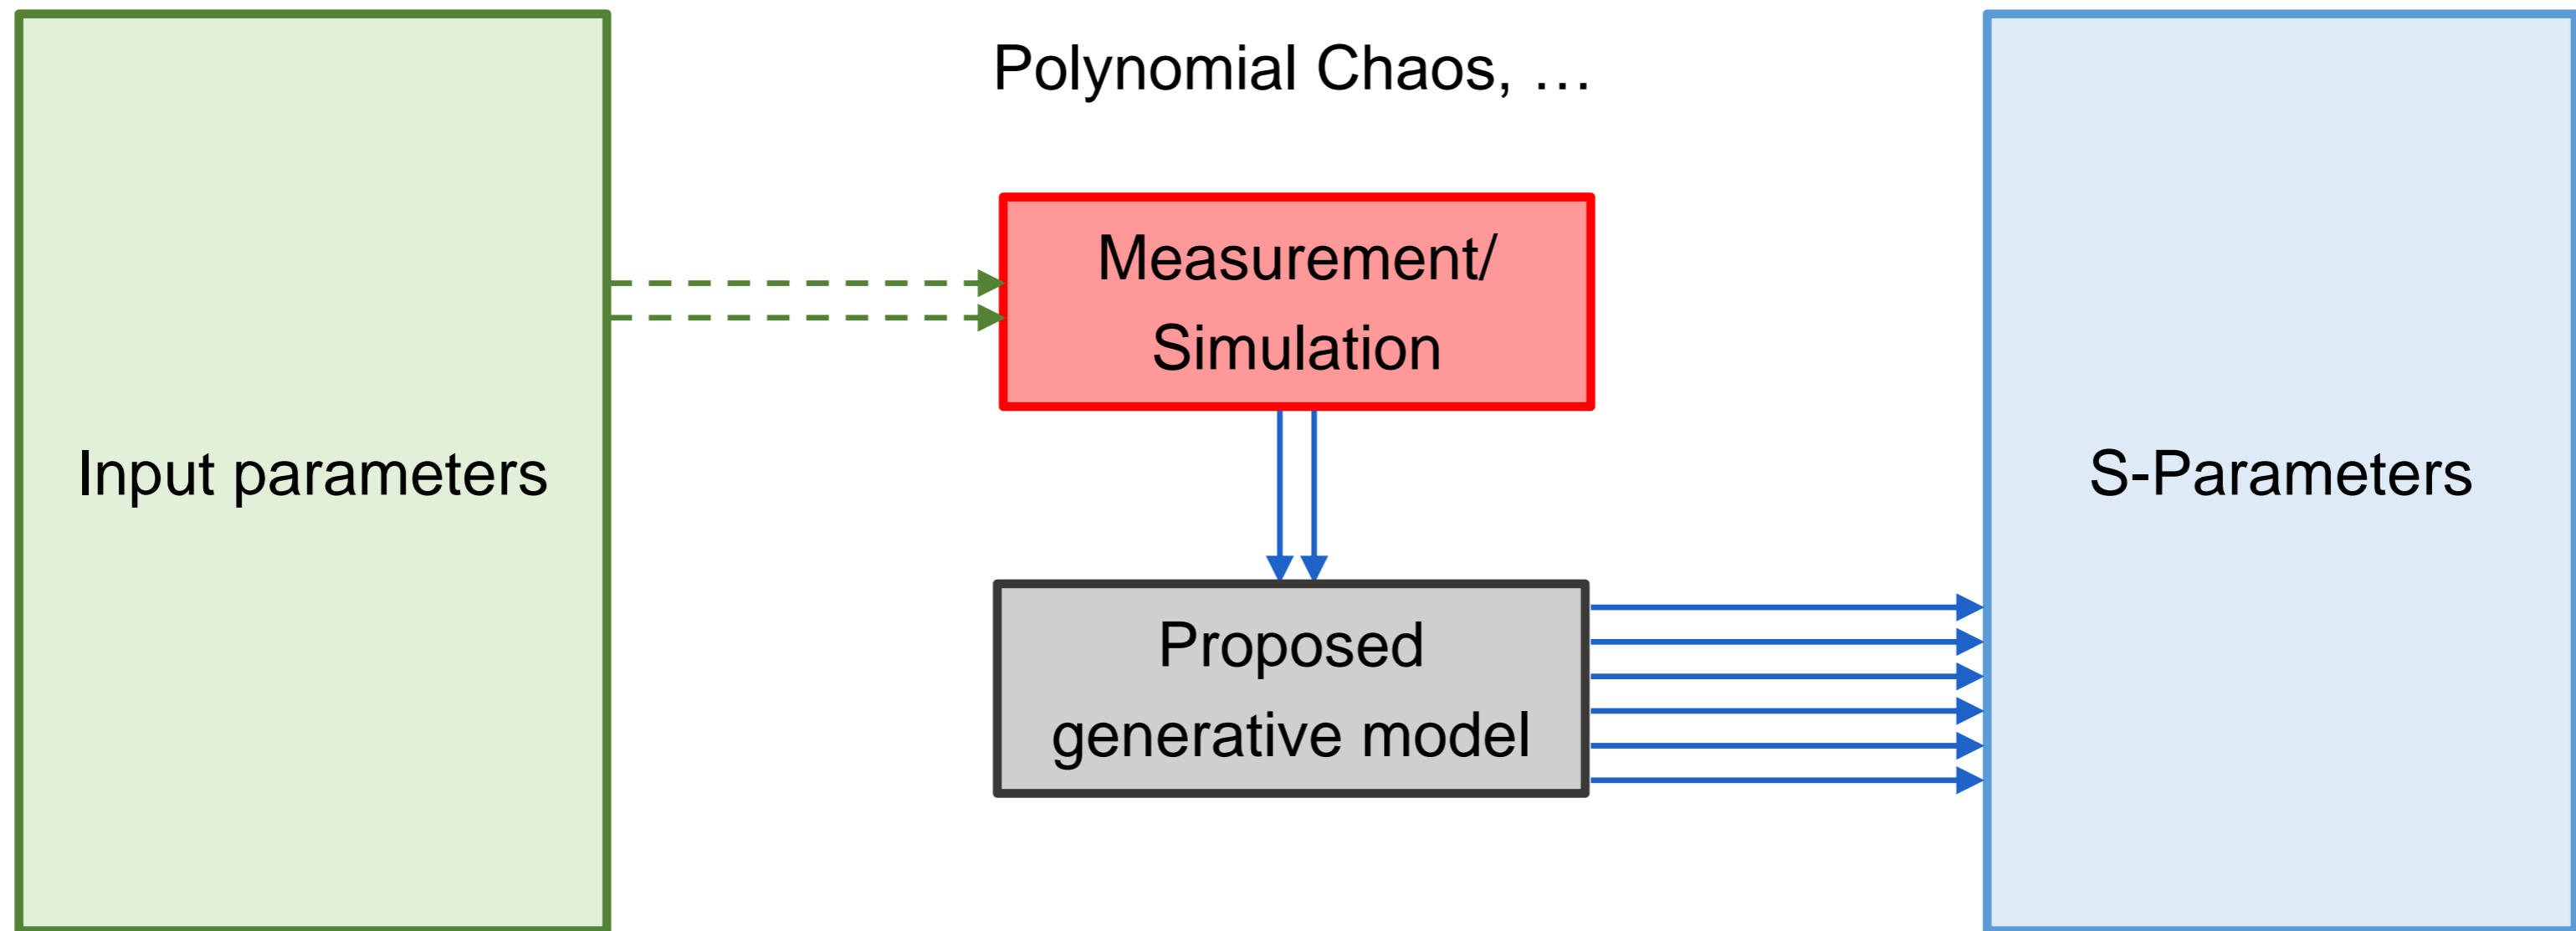 Polynomial Chaos, …
Measurement/
Simulation
Input parameters
S-Parameters
Proposed
generative model